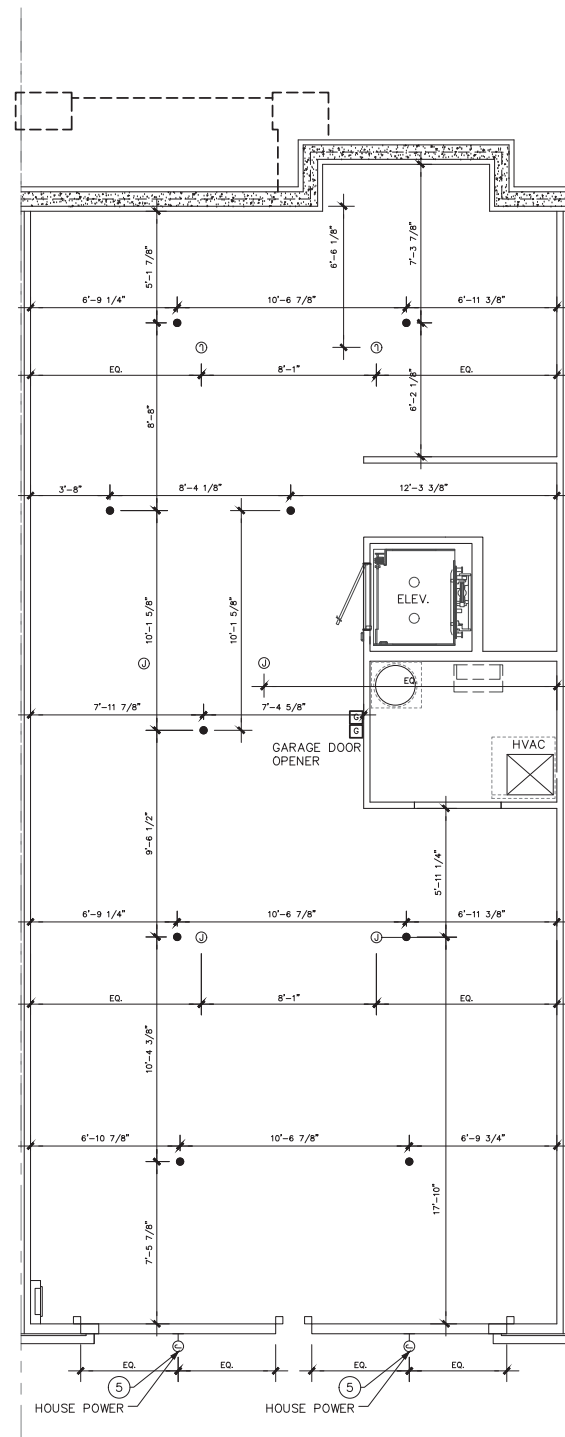 5'-1 7/8"
6'-6 1/8"
7'-3 7/8"
6'-9 1/4"
10'-6 7/8"
6'-11 3/8"
J
J
EQ.
8'-1"
EQ.
8'-8"
6'-2 1/8"
3'-8"
8'-4 1/8"
12'-3 3/8"
10'-1 5/8"
10'-1 5/8"
ELEV.
J
J
EQ.
7'-11 7/8"
7'-4 5/8"
G
G
GARAGE DOOR
OPENER
HVAC
9'-6 1/2"
5'-11 1/4"
6'-9 1/4"
10'-6 7/8"
6'-11 3/8"
J
J
EQ.
8'-1"
EQ.
10'-4 3/8"
6'-10 7/8"
10'-6 7/8"
6'-9 3/4"
17'-10"
7'-5 7/8"
J
J
EQ.
EQ.
EQ.
EQ.
5
5
HOUSE POWER
HOUSE POWER